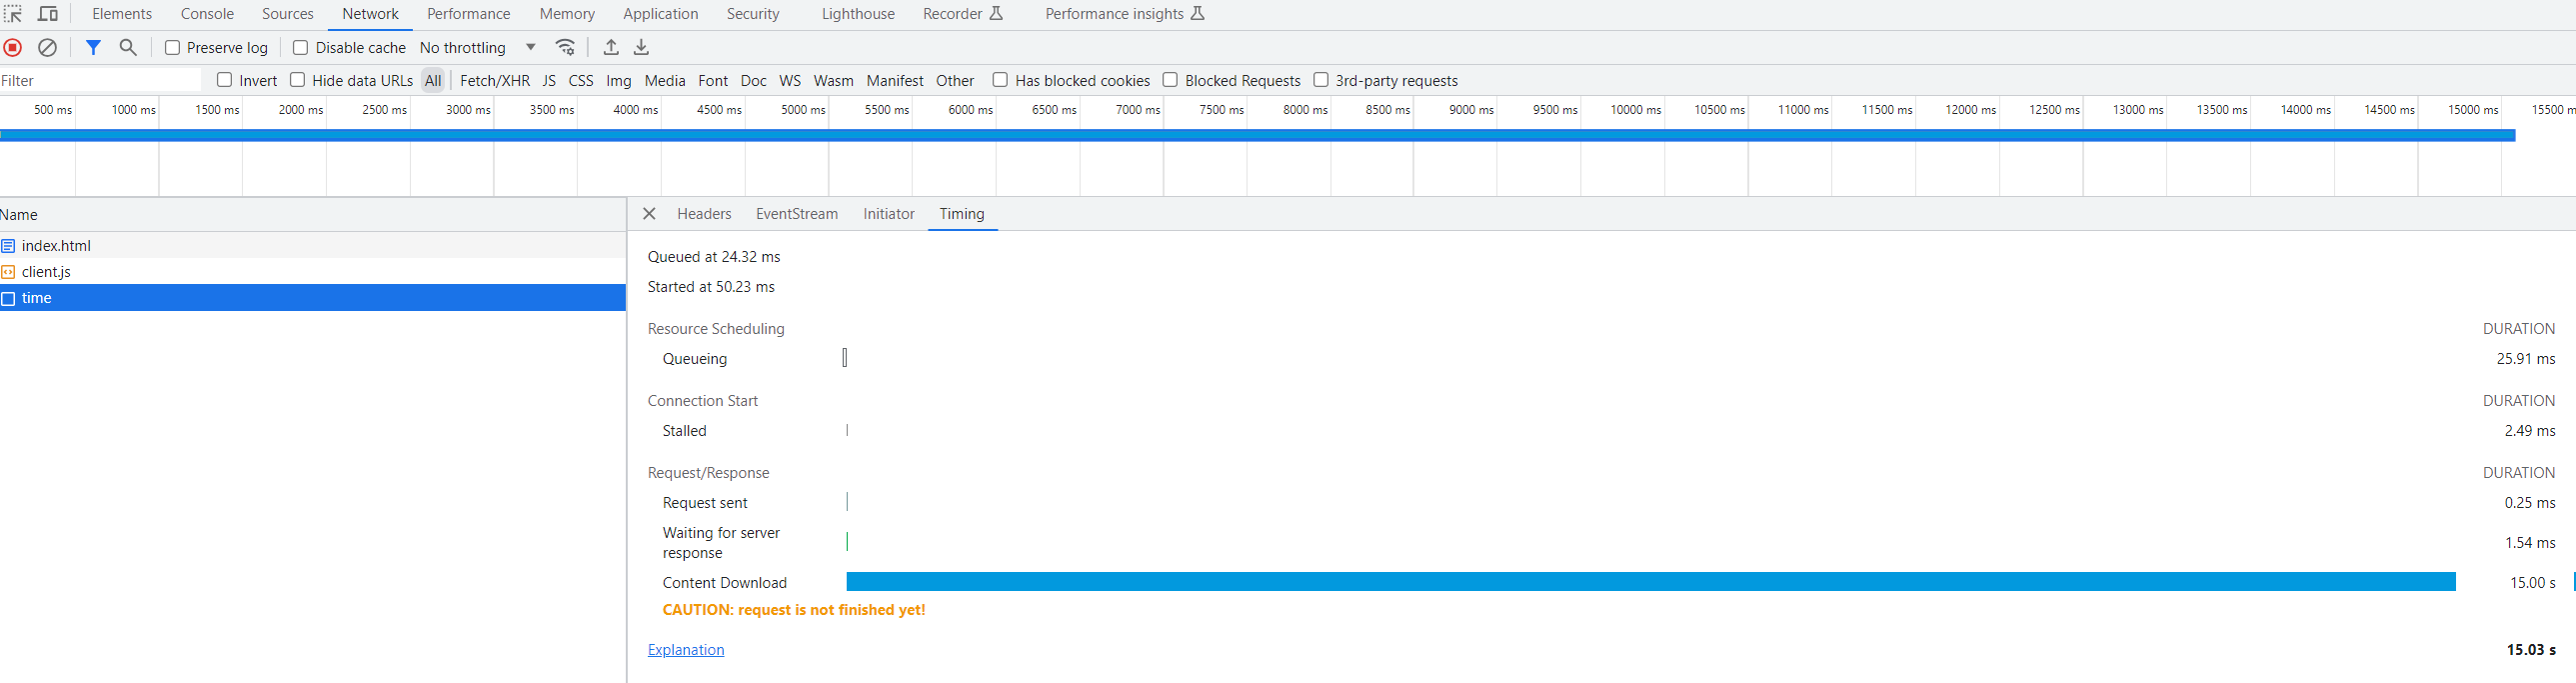 Elements Console Sources Network Performance Memory Application Security Lighthouse Recorder Performance insights
Preserve log Disable cache No throttling
Filter Invert Hide data URLs All Fetch/XHR JS CSS Img Media Font Doc WS Wasm Manifest Other Has blocked cookies Blocked Requests 3rd-party requests
500 ms 1000 ms 1500 ms 2000 ms 2500 ms 3000 ms 3500 ms 4000 ms 4500 ms 5000 ms 5500 ms 6000 ms 6500 ms 7000 ms 7500 ms 8000 ms 8500 ms 9000 ms 9500 ms 10000 ms 10500 ms 11000 ms 11500 ms 12000 ms 12500 ms 13000 ms 13500 ms 14000 ms 14500 ms 15000 ms 15500 m
Name
index.html
client.js
time
Headers EventStream Initiator Timing
Queued at 24.32 ms
Started at 50.23 ms
Resource Scheduling DURATION
Queueing 25.91 ms
Connection Start DURATION
Stalled 2.49 ms
Request/Response DURATION
Request sent 0.25 ms
Waiting for server
response 1.54 ms
Content Download 15.00 s
CAUTION: request is not finished yet!
Explanation 15.03 s